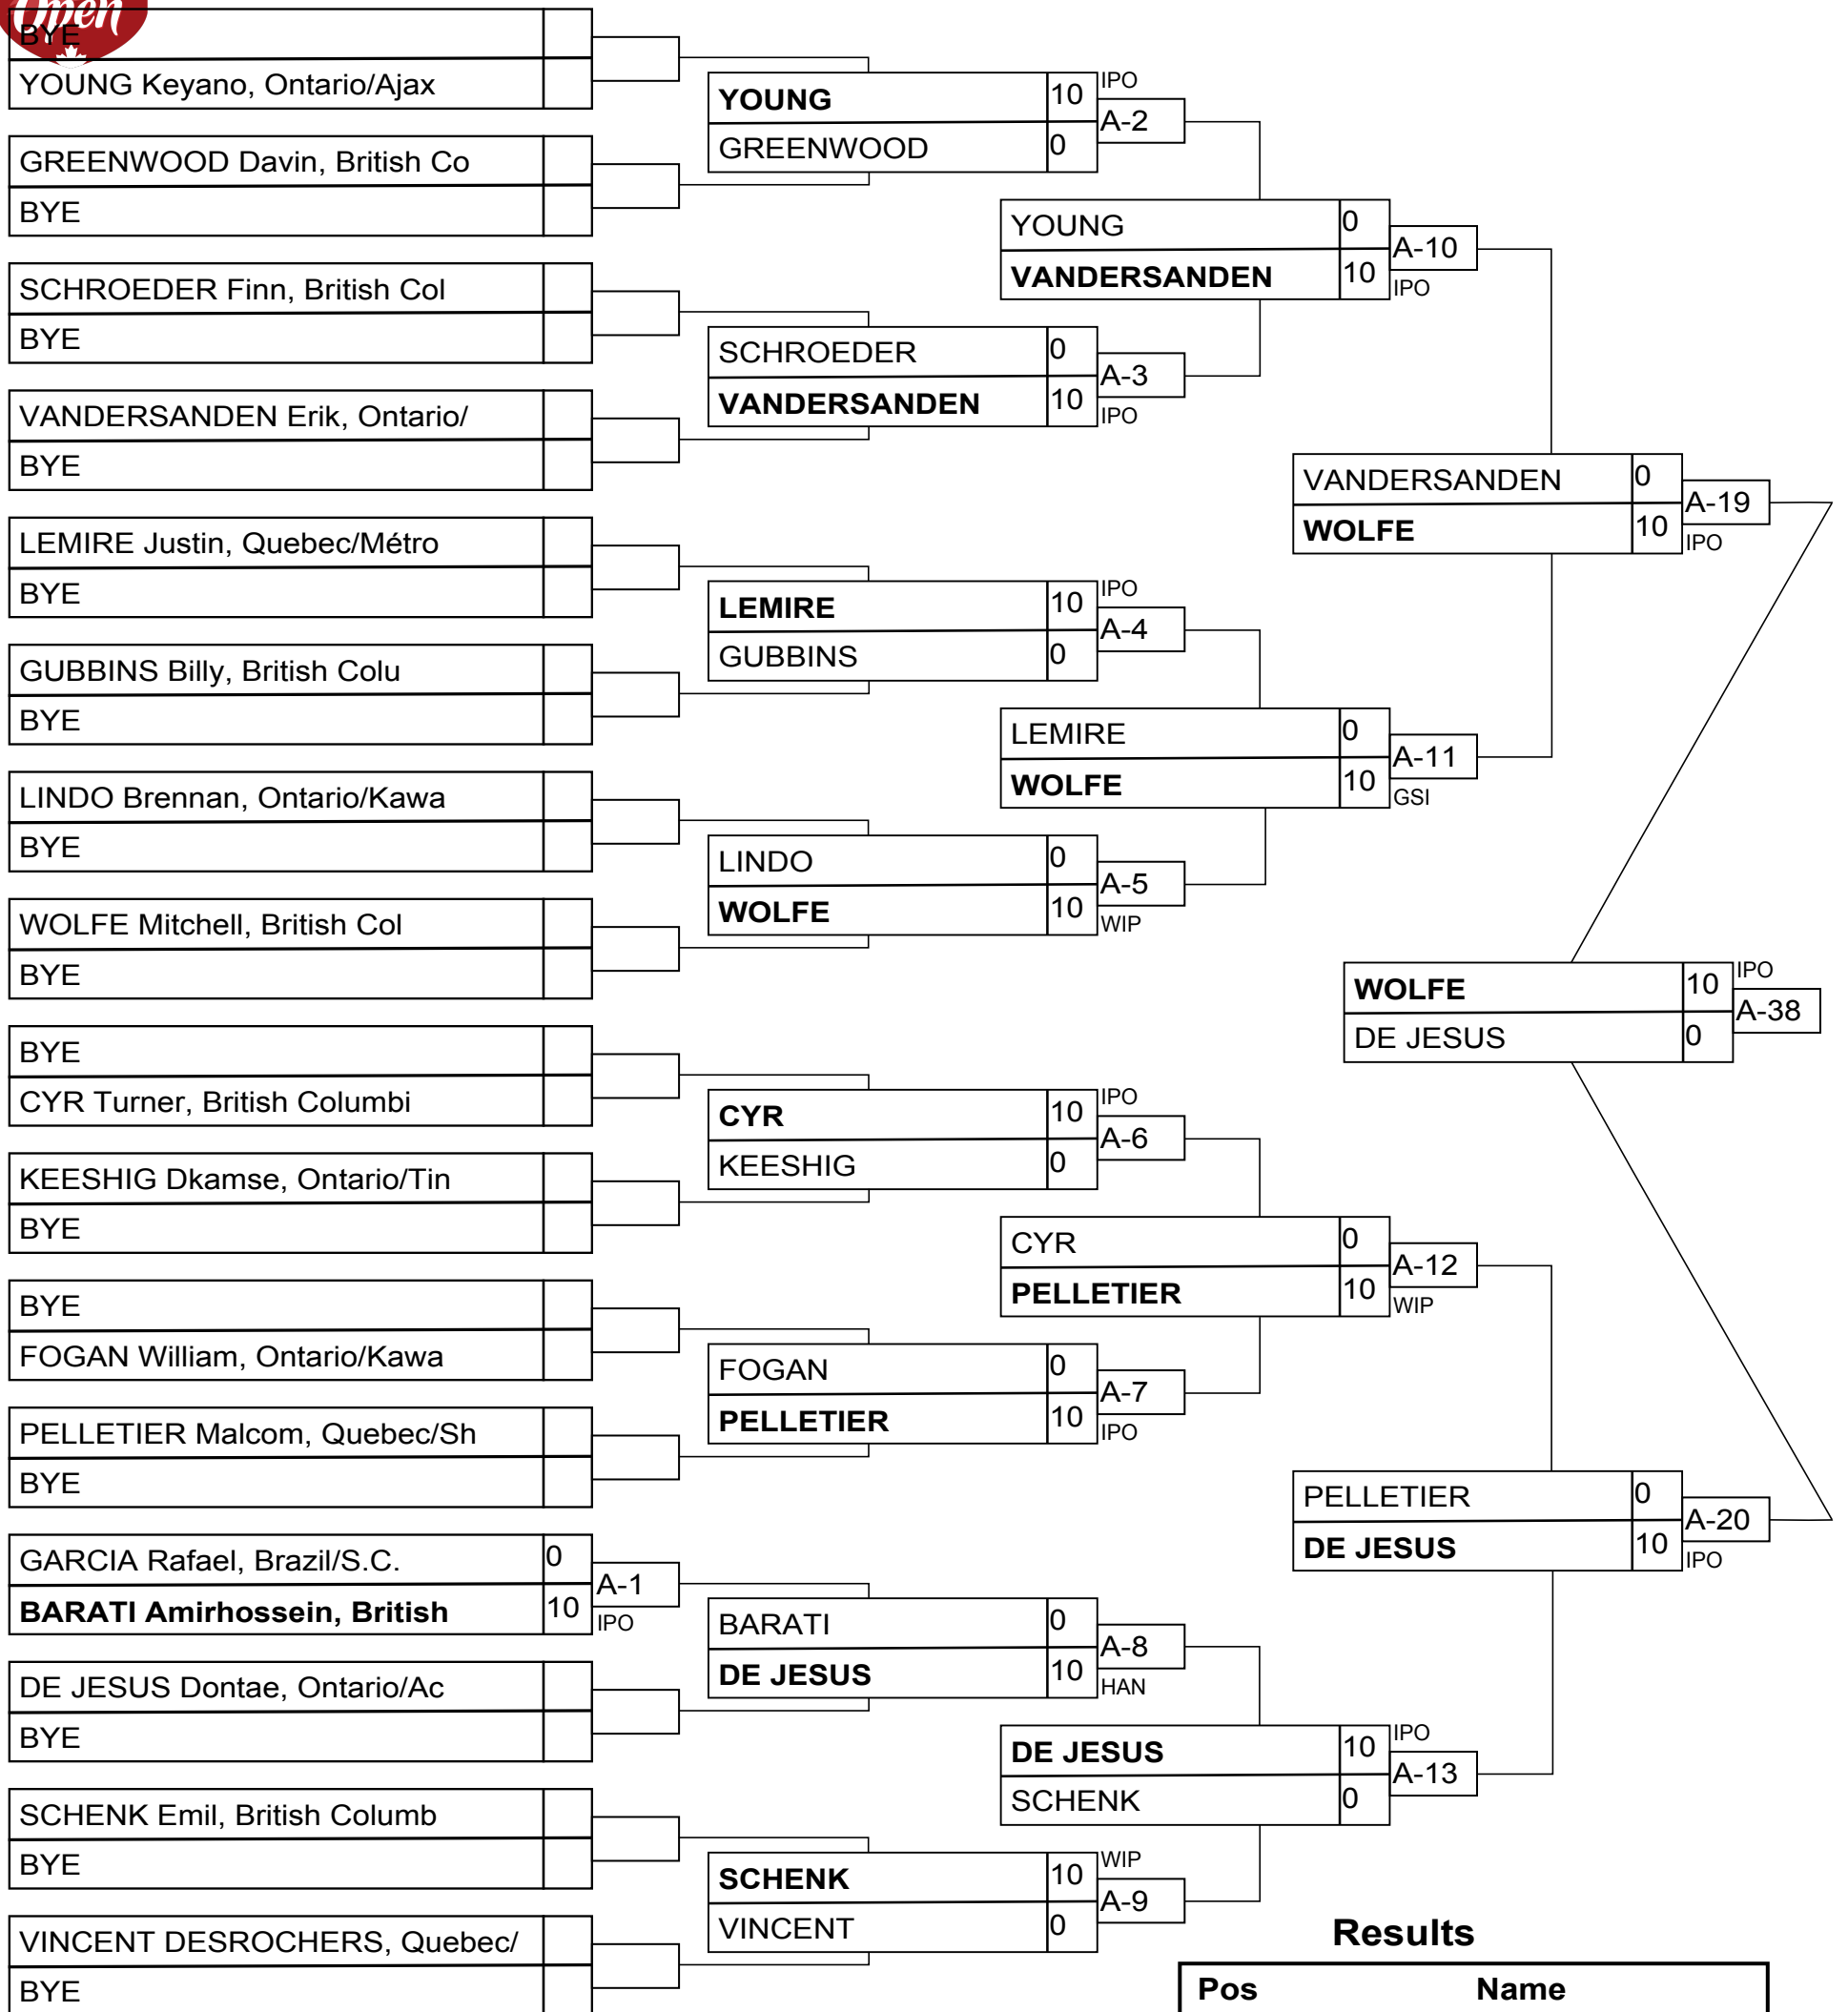 Open
BYE
YOUNG Keyano, Ontario/Ajax
GREENWOOD Davin, British Co
BYE
SCHROEDER Finn, British Col
BYE
VANDERSANDEN Erik, Ontario/
BYE
LEMIRE Justin, Quebec/Métro
BYE
GUBBINS Billy, British Colu
BYE
LINDO Brennan, Ontario/Kawa
BYE
WOLFE Mitchell, British Col
BYE
BYE
CYR Turner, British Columbi
KEESHIG Dkamse, Ontario/Tin
BYE
BYE
FOGAN William, Ontario/Kawa
PELLETIER Malcom, Quebec/Sh
BYE
GARCIA Rafael, Brazil/S.C. 0
BARATI Amirhossein, British 10
A-1
IPO
DE JESUS Dontae, Ontario/Ac
BYE
SCHENK Emil, British Columb
BYE
VINCENT DESROCHERS, Quebec/
BYE
YOUNG 10 IPO
A-2
GREENWOOD 0
SCHROEDER 0
A-3
VANDERSANDEN 10 IPO
LEMIRE 10 IPO
A-4
GUBBINS 0
LINDO 0
A-5
WOLFE 10 WIP
CYR 10 IPO
A-6
KEESHIG 0
FOGAN 0
A-7
PELLETIER 10 IPO
BARATI 0
A-8
DE JESUS 10 HAN
SCHENK 10 WIP
A-9
VINCENT 0
YOUNG 0
A-10
VANDERSANDEN 10 IPO
LEMIRE 0
A-11
WOLFE 10 GSI
CYR 0
A-12
PELLETIER 10 WIP
DE JESUS 10 IPO
A-13
SCHENK 0
VANDERSANDEN 0
A-19
WOLFE 10 IPO
PELLETIER 0
A-20
DE JESUS 10 IPO
WOLFE 10 IPO
A-38
DE JESUS 0
Results
Pos Name